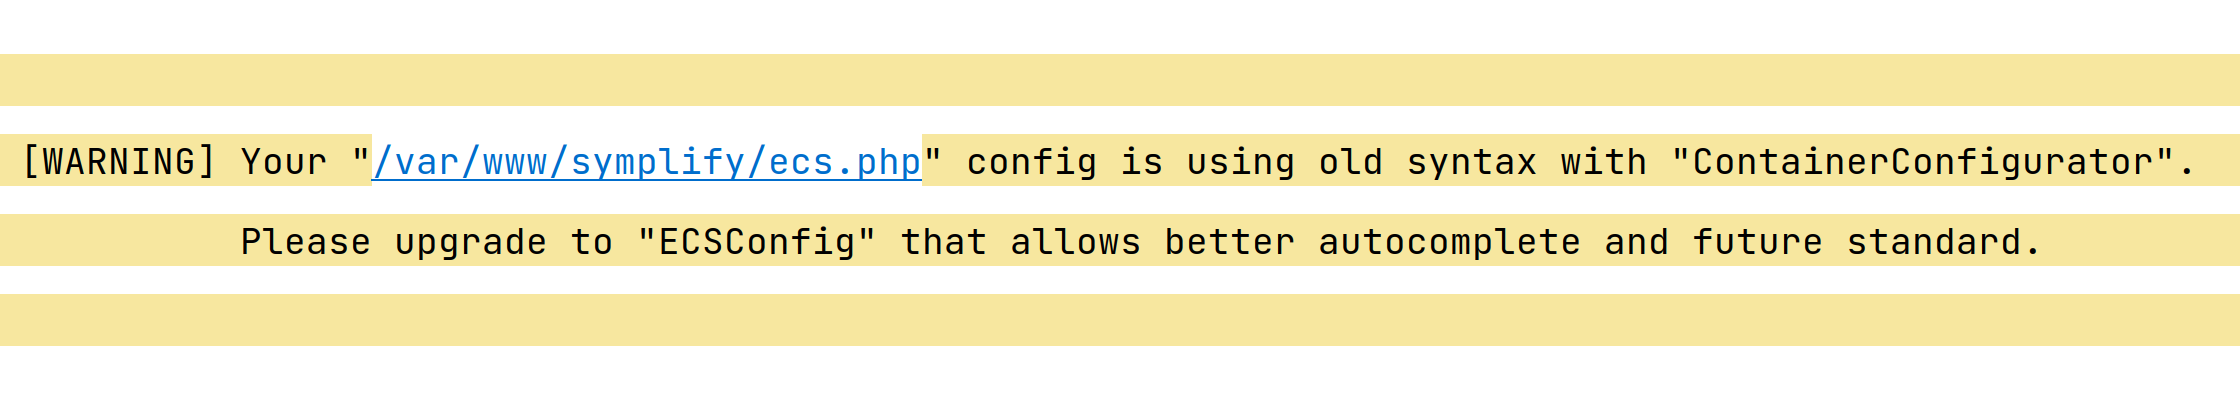 [WARNING] Your "/var/www/symplify/ecs.php" config is using old syntax with "ContainerConfigurator".
Please upgrade to "ECSConfig" that allows better autocomplete and future standard.